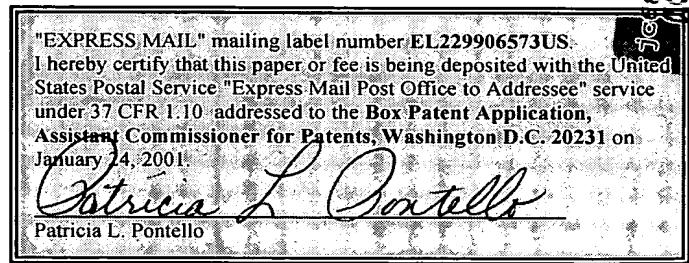 "EXPRESS MAIL" mailing label number EL229906573US.
I hereby certify that this paper or fee is being deposited with the United
States Postal Service "Express Mail Post Office to Addressee" service
under 37 CFR 1.10 addressed to the Box Patent Application,
Assistant Commissioner for Patents, Washington D.C. 20231 on
January 24, 2001.
Patricia L Pontello
Patricia L. Pontello